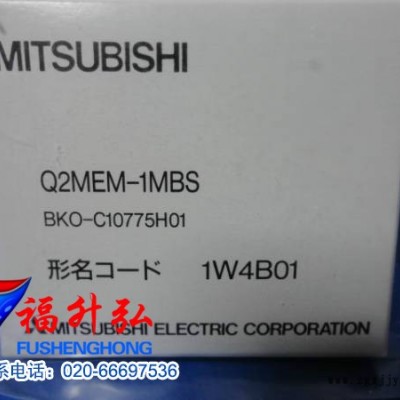 MITSUBISHI
Q2MEM-1MBS
BKO-C10775H01
形名コード 1W4B01
MITSUBISHI ELECTRIC CORPORATION
福升弘
FUSHENGHONG
系电话：020-66697536